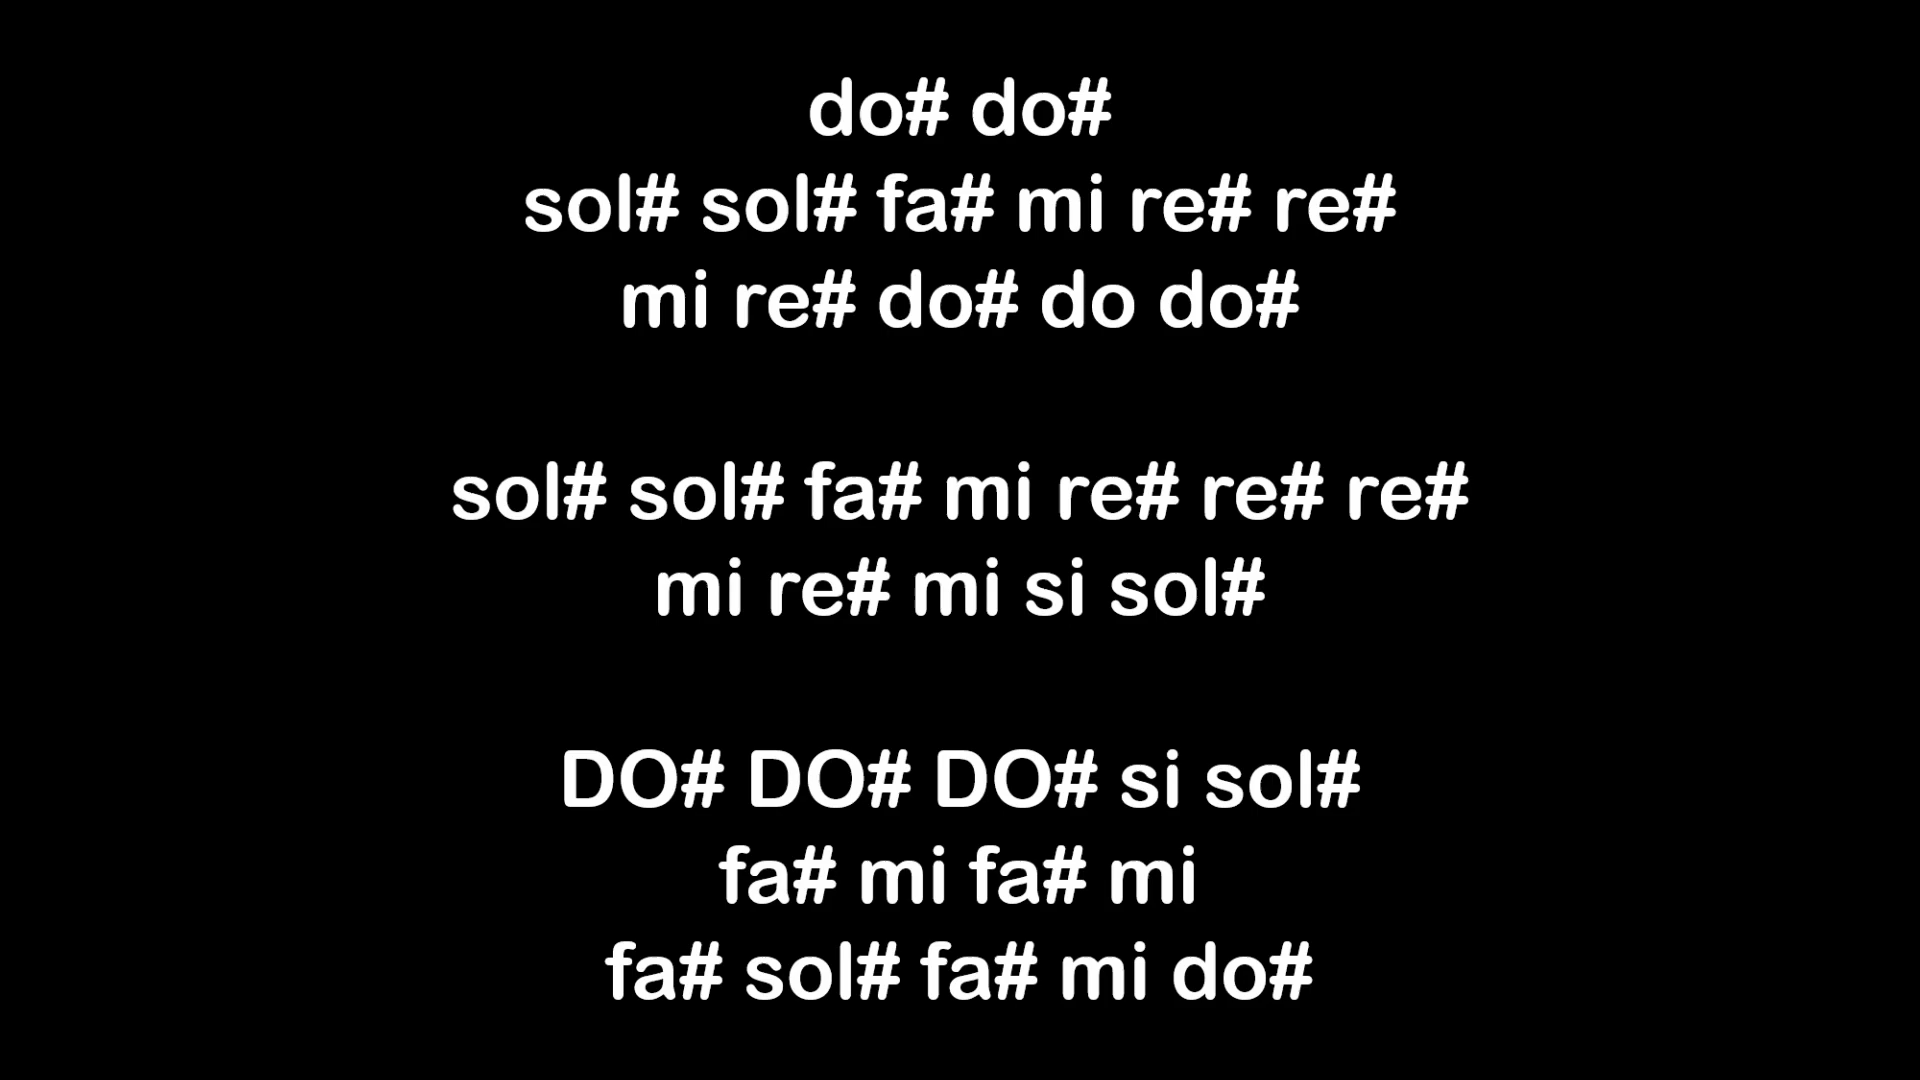 do# do#
sol# sol# fa# mi re# re#
mi re# do# do do#
sol# sol# fa# mi re# re# re#
mi re# mi si sol#
DO# DO# DO# si sol#
fa# mi fa# mi
fa# sol# fa# mi do#